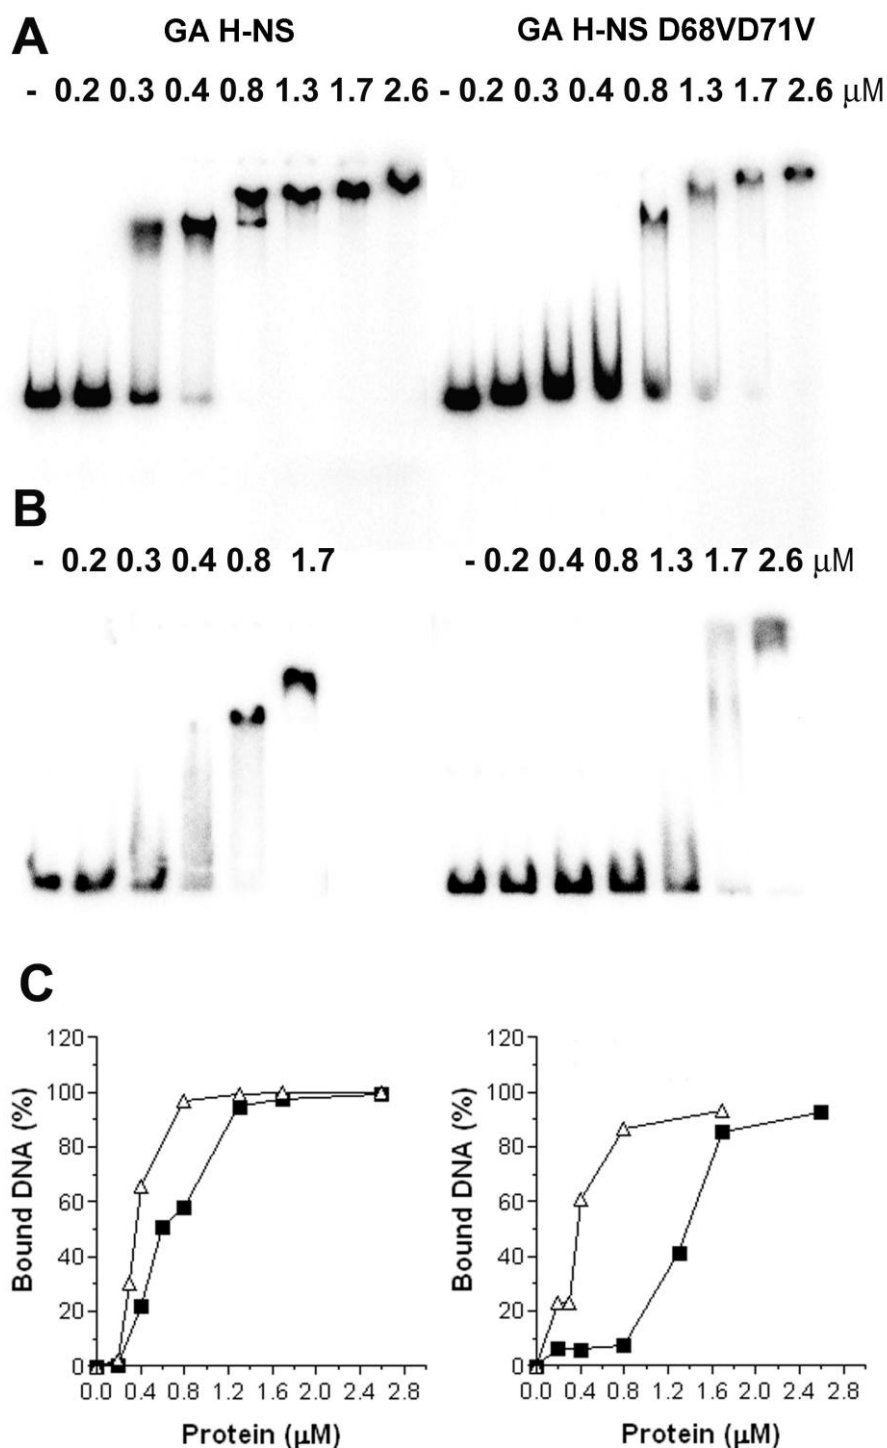 A
GA H-NS GA H-NS D68VD71V
- 0.2 0.3 0.4 0.8 1.3 1.7 2.6 - 0.2 0.3 0.4 0.8 1.3 1.7 2.6 μM
B
- 0.2 0.3 0.4 0.8 1.7 - 0.2 0.4 0.8 1.3 1.7 2.6 μM
C
120 120
100 100
80 80
60 60
40 40
20 20
0 0
0.0 0.4 0.8 1.2 1.6 2.0 2.4 2.8 0.0 0.4 0.8 1.2 1.6 2.0 2.4 2.8
Bound DNA (%) Bound DNA (%)
Protein (μM) Protein (μM)